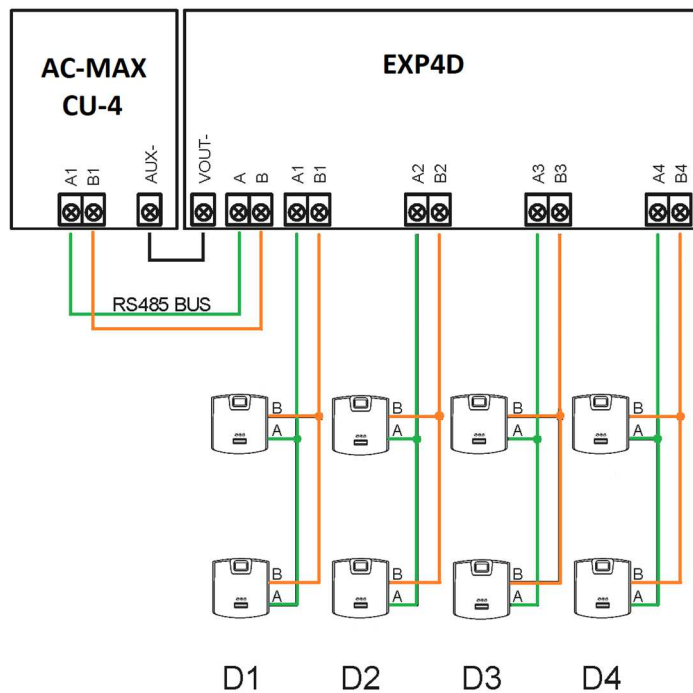 AC-MAX
CU-4
EXP4D
A1 B1 AUX- VOUT- A B A1 B1 A2 B2 A3 B3 A4 B4
RS485 BUS
B B B B
A A A A
B B B B
A A A A
D1 D2 D3 D4